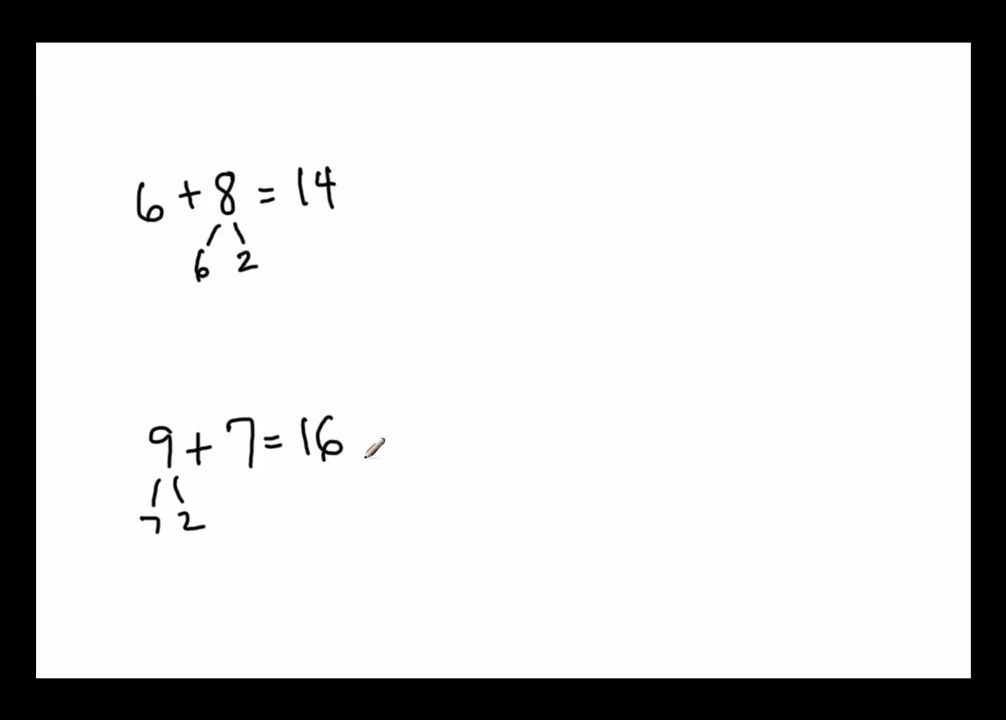 6 + 8 = 14
6 2
9 + 7 = 16
7 2